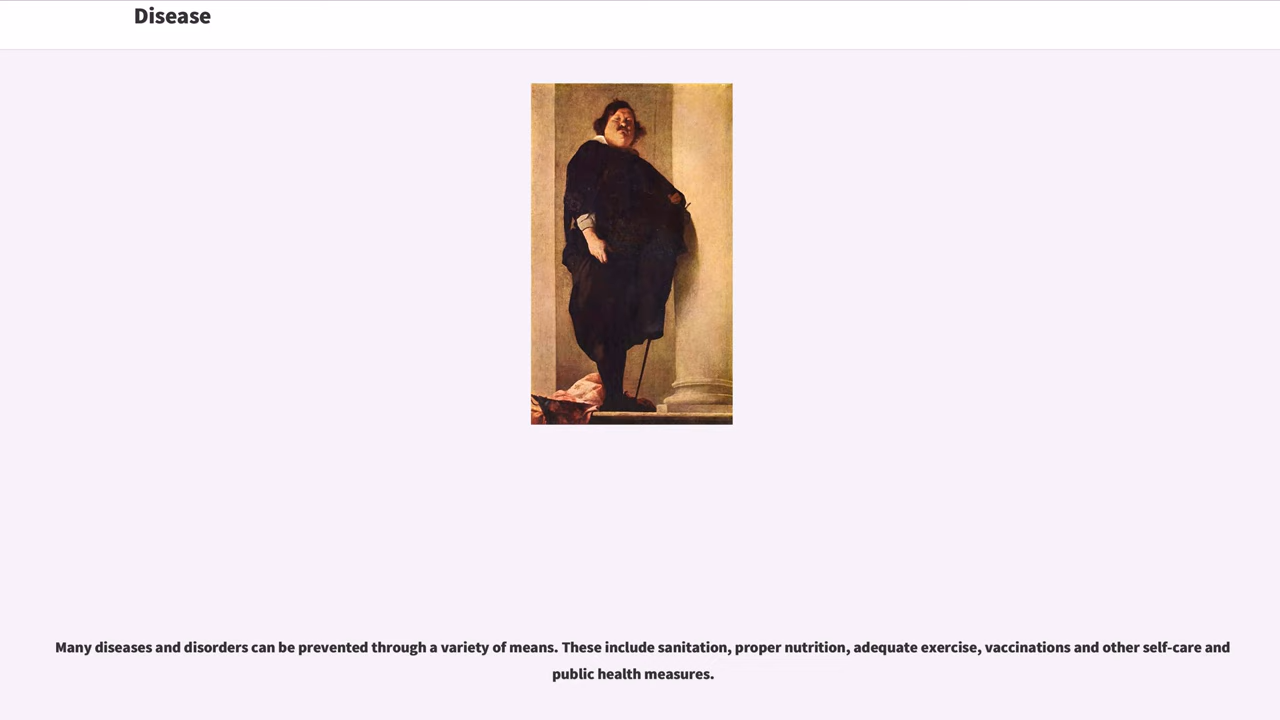 Disease
Many diseases and disorders can be prevented through a variety of means. These include sanitation, proper nutrition, adequate exercise, vaccinations and other self-care and
public health measures.